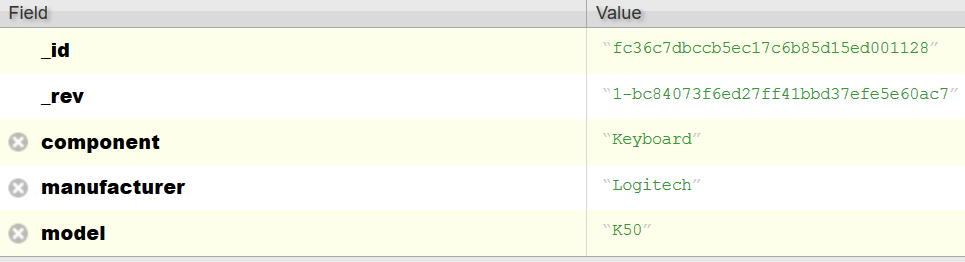 Field Value
_id “fc36c7dbccb5ec17c6b85d15ed001128”
_rev “1-bc84073f6ed27ff41bbd37efe5e60ac7”
component “Keyboard”
manufacturer “Logitech”
model “K50”